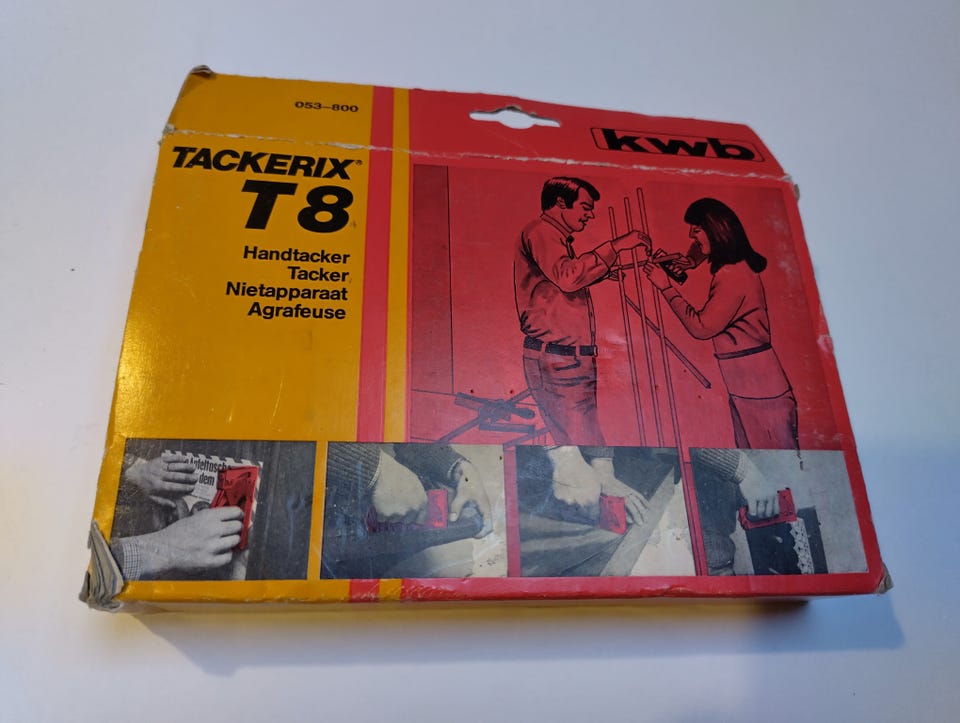 053-800
kwb
TACKERIX®
T8
Handtacker
Tacker
Nietapparaat
Agrafeuse
dem